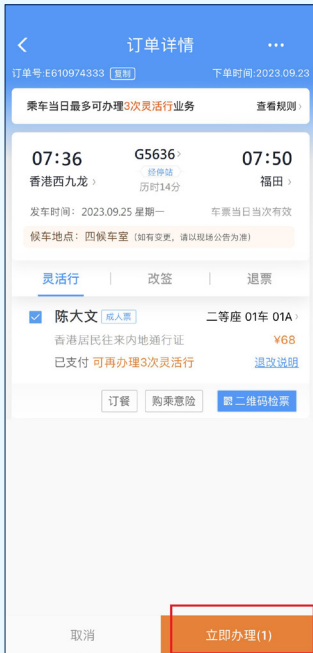 订单详情
订单号:E610974333 复制 下单时间:2023.09.23
乘车当日最多可办理3次灵活行业务 查看规则
07:36 G5636 07:50
香港西九龙 经停站 福田
历时14分
发车时间：2023.09.25 星期一 车票当日当次有效
候车地点：四候车室（如有变更，请以现场公告为准）
灵活行 改签 退票
陈大文 成人票 二等座 01车 01A
香港居民往来内地通行证 ¥68
已支付 可再办理3次灵活行 退改说明
订餐 购乘意险 二维码检票
取消 立即办理(1)